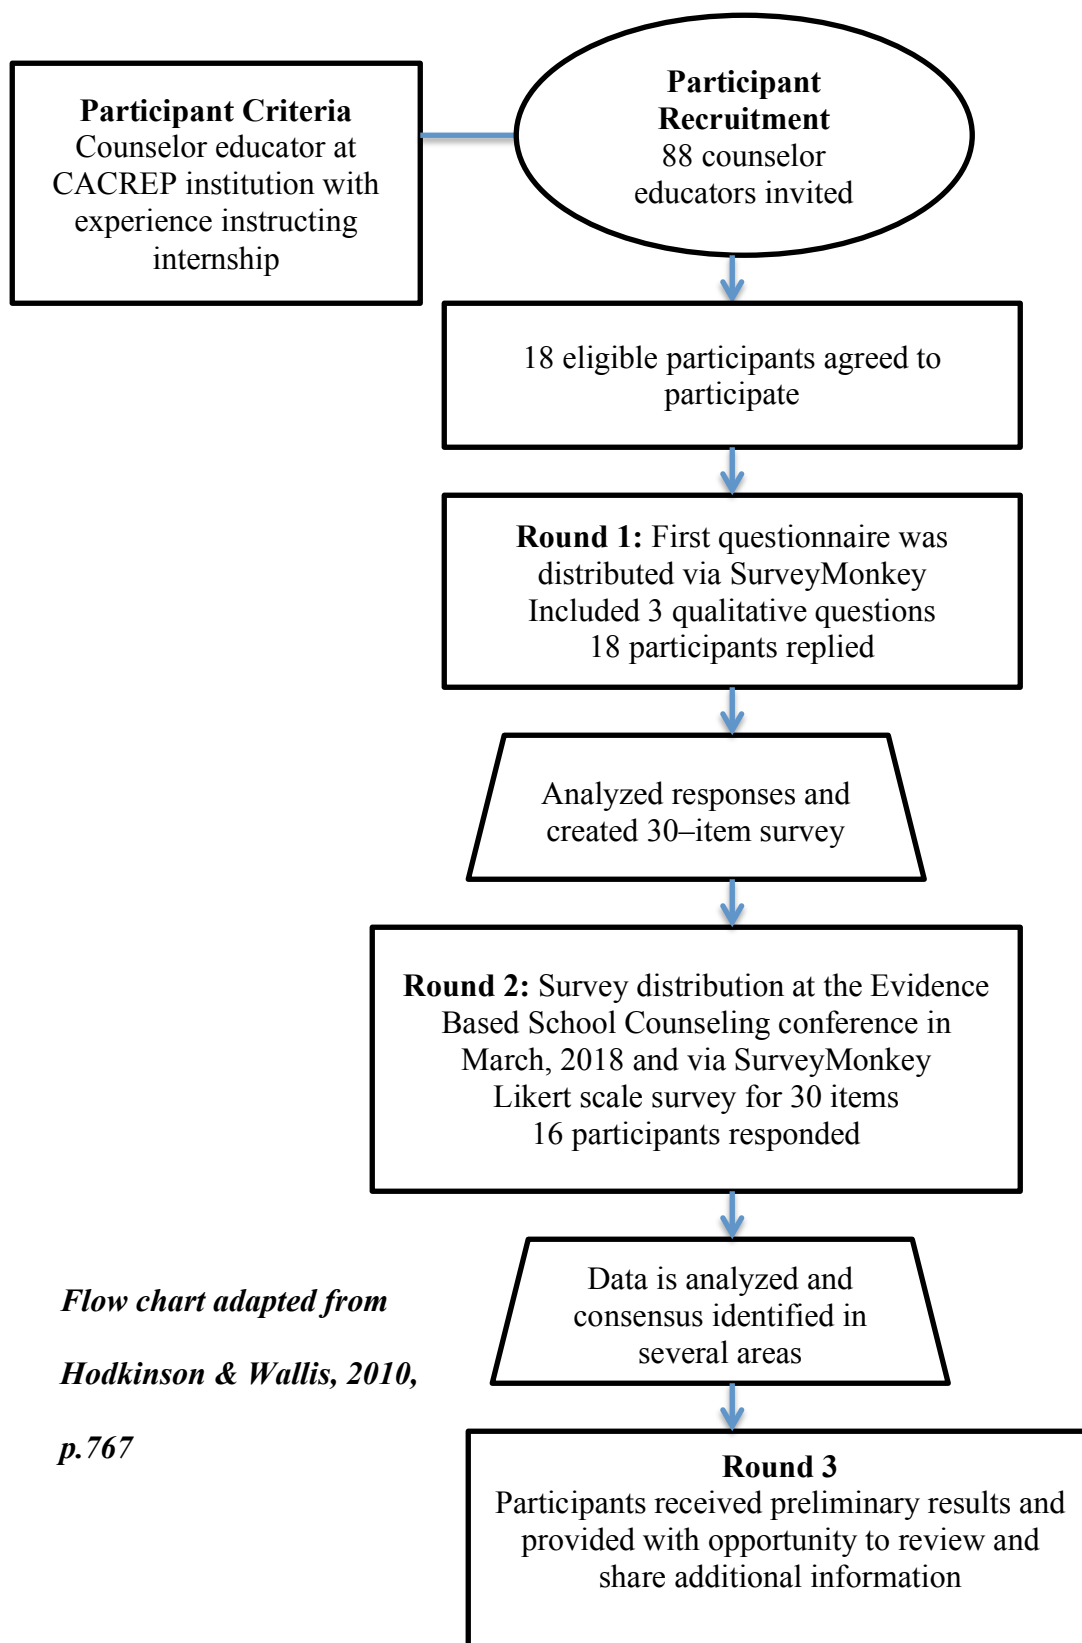 Participant Criteria
Counselor educator at
CACREP institution with
experience instructing
internship
Participant
Recruitment
88 counselor
educators invited
18 eligible participants agreed to
participate
Round 1: First questionnaire was
distributed via SurveyMonkey
Included 3 qualitative questions
18 participants replied
Analyzed responses and
created 30–item survey
Round 2: Survey distribution at the Evidence
Based School Counseling conference in
March, 2018 and via SurveyMonkey
Likert scale survey for 30 items
16 participants responded
Data is analyzed and
consensus identified in
several areas
Flow chart adapted from
Hodkinson & Wallis, 2010,
p.767
Round 3
Participants received preliminary results and
provided with opportunity to review and
share additional information